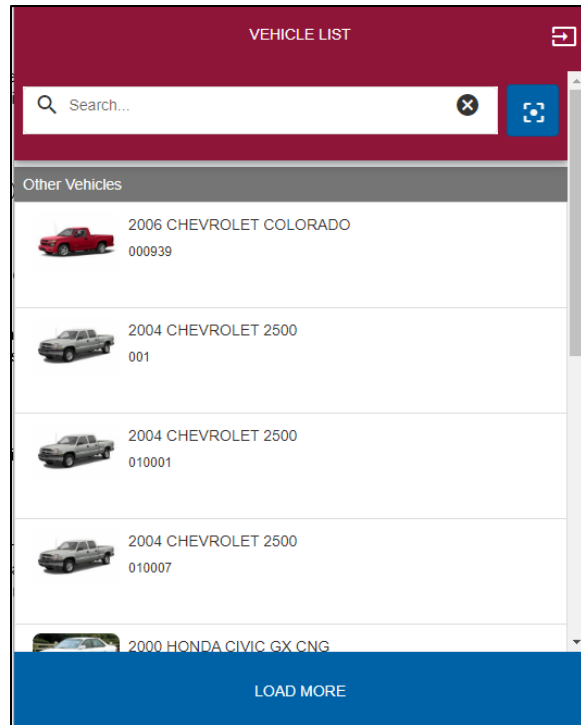 VEHICLE LIST
Search...
Other Vehicles
2006 CHEVROLET COLORADO
000939
2004 CHEVROLET 2500
001
2004 CHEVROLET 2500
010001
2004 CHEVROLET 2500
010007
2000 HONDA CIVIC GX CNG
LOAD MORE